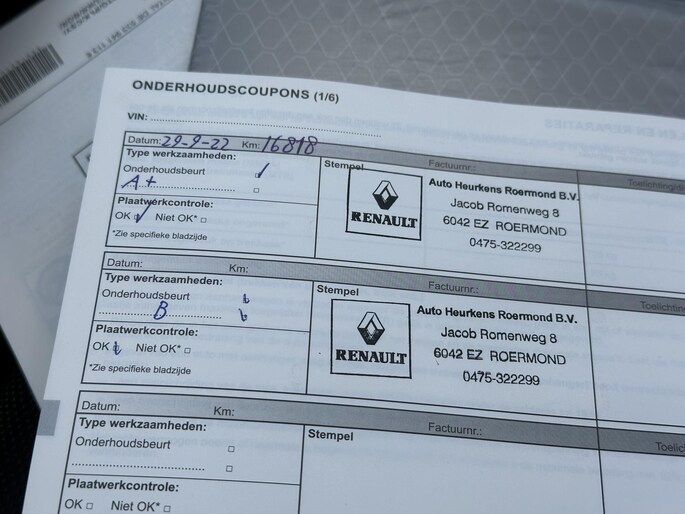 ONDERHOUDSCOUPONS (1/6)
VIN:
Datum: 29-9-22 Km: 16818
Type werkzaamheden:
Onderhoudsbeurt
A+
Plaatwerkcontrole:
OK Niet OK*
*Zie specifieke bladzijde
Stempel
Factuurnr.:
RENAULT
Auto Heurkens Roermond B.V.
Jacob Romenweg 8
6042 EZ ROERMOND
0475-322299
Datum: Km:
Type werkzaamheden:
Onderhoudsbeurt
B
Plaatwerkcontrole:
OK Niet OK*
*Zie specifieke bladzijde
Stempel
Factuurnr.:
RENAULT
Auto Heurkens Roermond B.V.
Jacob Romenweg 8
6042 EZ ROERMOND
0475-322299
Datum: Km:
Type werkzaamheden:
Onderhoudsbeurt
Plaatwerkcontrole:
OK Niet OK*
Stempel
Factuurnr.: